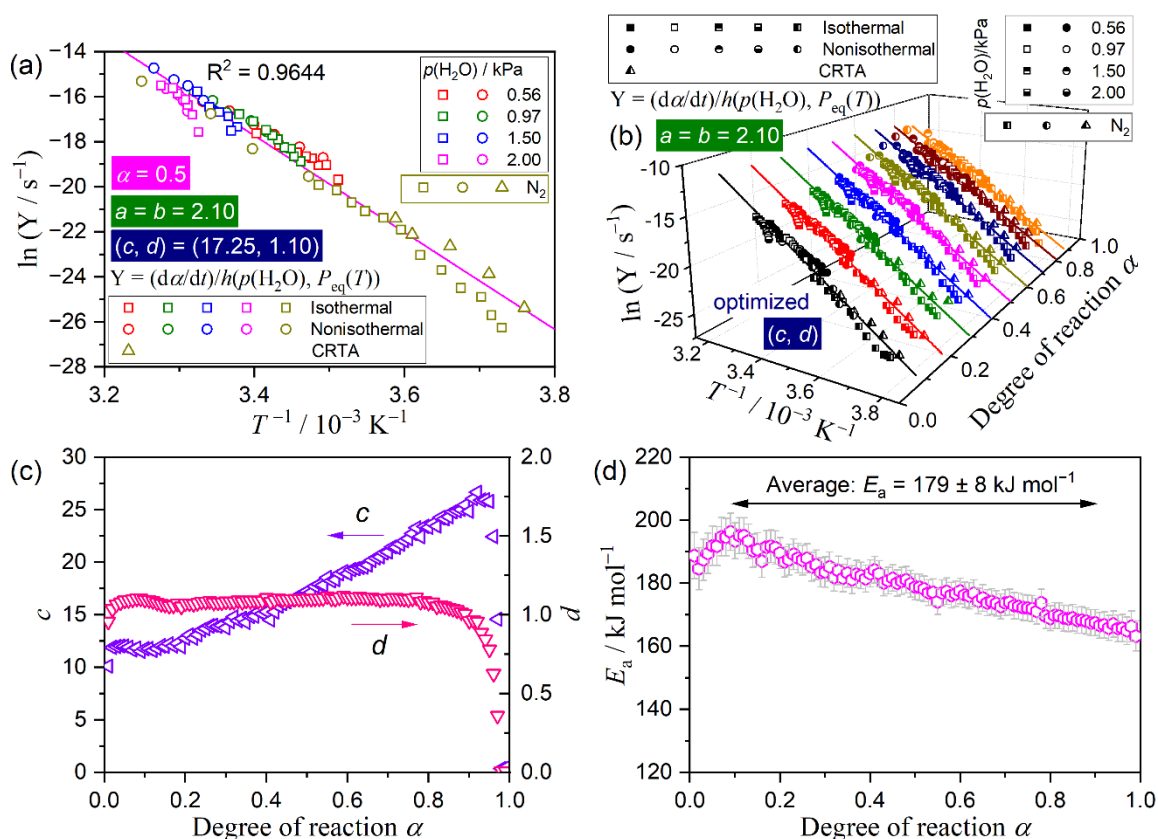 (a)
R² = 0.9644
p(H₂O) / kPa
0.56
0.97
1.50
2.00
N₂
α = 0.5
a = b = 2.10
(c, d) = (17.25, 1.10)
Y = (dα/dt)/h(p(H₂O), P_eq(T))
Isothermal
Nonisothermal
CRTA
ln (Y / s⁻¹)
−14
−16
−18
−20
−22
−24
−26
−28
3.2 3.4 3.6 3.8
T⁻¹ / 10⁻³ K⁻¹
Isothermal
Nonisothermal
CRTA
p(H₂O)/kPa
0.56
0.97
1.50
2.00
N₂
Y = (dα/dt)/h(p(H₂O), P_eq(T))
(b)
a = b = 2.10
optimized
(c, d)
ln (Y / s⁻¹)
−10
−15
−20
−25
3.2 3.4 3.6 3.8
T⁻¹ / 10⁻³ K⁻¹
0.0 0.2 0.4 0.6 0.8 1.0
Degree of reaction α
(c)
c
d
c
30
25
20
15
10
5
0
d
2.0
1.5
1.0
0.5
0.0
0.0 0.2 0.4 0.6 0.8 1.0
Degree of reaction α
(d)
Average: Eₐ = 179 ± 8 kJ mol⁻¹
Eₐ / kJ mol⁻¹
220
200
180
160
140
120
0.0 0.2 0.4 0.6 0.8 1.0
Degree of reaction α